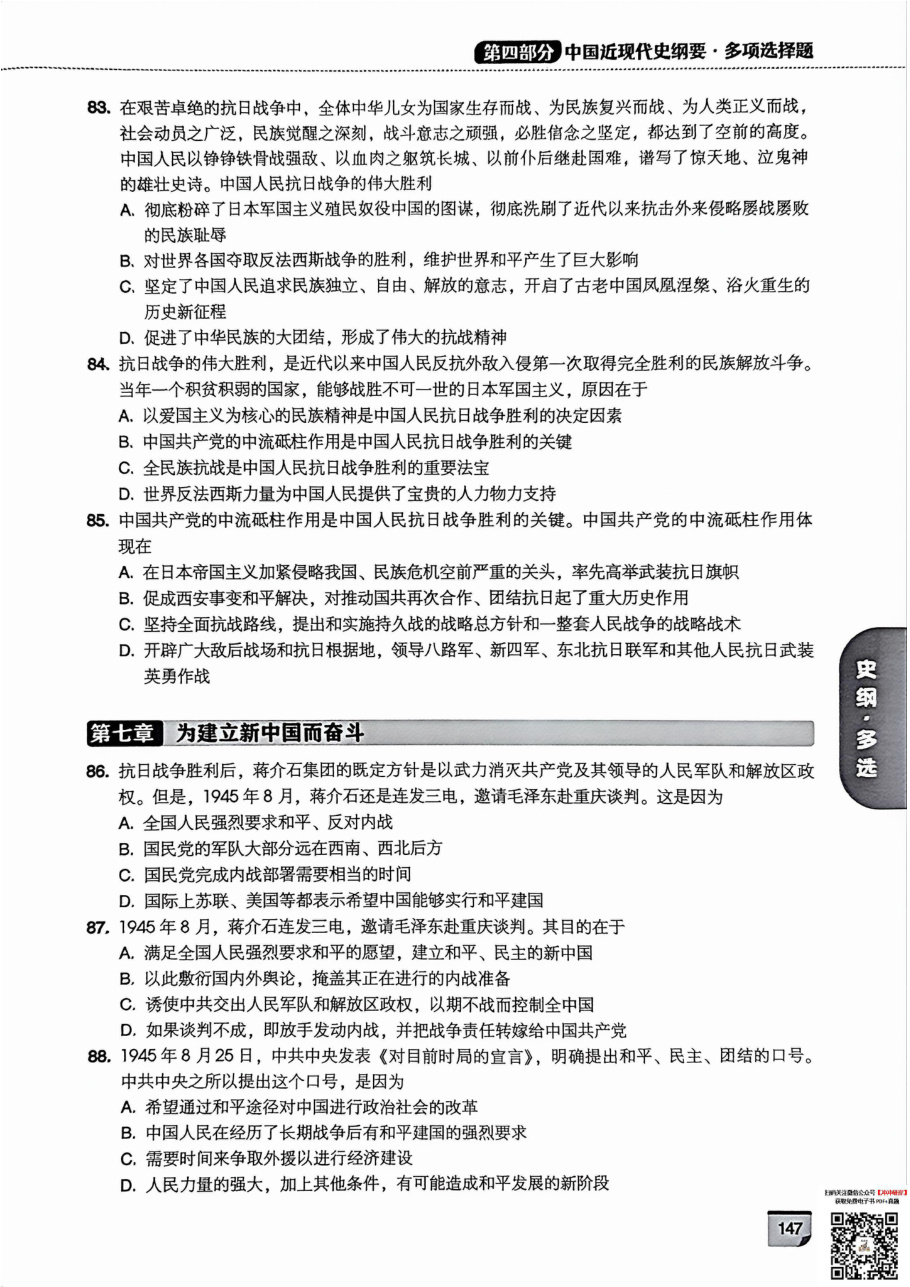 第四部分 中国近现代史纲要·多项选择题
83. 在艰苦卓绝的抗日战争中，全体中华儿女为国家生存而战、为民族复兴而战、为人类正义而战，
社会动员之广泛，民族觉醒之深刻，战斗意志之顽强，必胜信念之坚定，都达到了空前的高度。
中国人民以铮铮铁骨战强敌、以血肉之躯筑长城、以前仆后继赴国难，谱写了惊天地、泣鬼神
的雄壮史诗。中国人民抗日战争的伟大胜利
A. 彻底粉碎了日本军国主义殖民奴役中国的图谋，彻底洗刷了近代以来抗击外来侵略屡战屡败
的民族耻辱
B. 对世界各国夺取反法西斯战争的胜利，维护世界和平产生了巨大影响
C. 坚定了中国人民追求民族独立、自由、解放的意志，开启了古老中国凤凰涅槃、浴火重生的
历史新征程
D. 促进了中华民族的大团结，形成了伟大的抗战精神
84. 抗日战争的伟大胜利，是近代以来中国人民反抗外敌入侵第一次取得完全胜利的民族解放斗争。
当年一个积贫积弱的国家，能够战胜不可一世的日本军国主义，原因在于
A. 以爱国主义为核心的民族精神是中国人民抗日战争胜利的决定因素
B. 中国共产党的中流砥柱作用是中国人民抗日战争胜利的关键
C. 全民族抗战是中国人民抗日战争胜利的重要法宝
D. 世界反法西斯力量为中国人民提供了宝贵的人力物力支持
85. 中国共产党的中流砥柱作用是中国人民抗日战争胜利的关键。中国共产党的中流砥柱作用体
现在
A. 在日本帝国主义加紧侵略我国、民族危机空前严重的关头，率先高举武装抗日旗帜
B. 促成西安事变和平解决，对推动国共再次合作、团结抗日起了重大历史作用
C. 坚持全面抗战路线，提出和实施持久战的战略总方针和一整套人民战争的战略战术
D. 开辟广大敌后战场和抗日根据地，领导八路军、新四军、东北抗日联军和其他人民抗日武装
英勇作战
史纲·多选
第七章 为建立新中国而奋斗
86. 抗日战争胜利后，蒋介石集团的既定方针是以武力消灭共产党及其领导的人民军队和解放区政
权。但是，1945年8月，蒋介石还是连发三电，邀请毛泽东赴重庆谈判。这是因为
A. 全国人民强烈要求和平、反对内战
B. 国民党的军队大部分远在西南、西北后方
C. 国民党完成内战部署需要相当的时间
D. 国际上苏联、美国等都表示希望中国能够实行和平建国
87. 1945年8月，蒋介石连发三电，邀请毛泽东赴重庆谈判。其目的在于
A. 满足全国人民强烈要求和平的愿望，建立和平、民主的新中国
B. 以此敷衍国内外舆论，掩盖其正在进行的内战准备
C. 诱使中共交出人民军队和解放区政权，以期不战而控制全中国
D. 如果谈判不成，即放手发动内战，并把战争责任转嫁给中国共产党
88. 1945年8月25日，中共中央发表《对目前时局的宣言》，明确提出和平、民主、团结的口号。
中共中央之所以提出这个口号，是因为
A. 希望通过和平途径对中国进行政治社会的改革
B. 中国人民在经历了长期战争后有和平建国的强烈要求
C. 需要时间来争取外援以进行经济建设
D. 人民力量的强大，加上其他条件，有可能造成和平发展的新阶段
147
扫码关注微信公众号
获取免费电子书PDF+真题